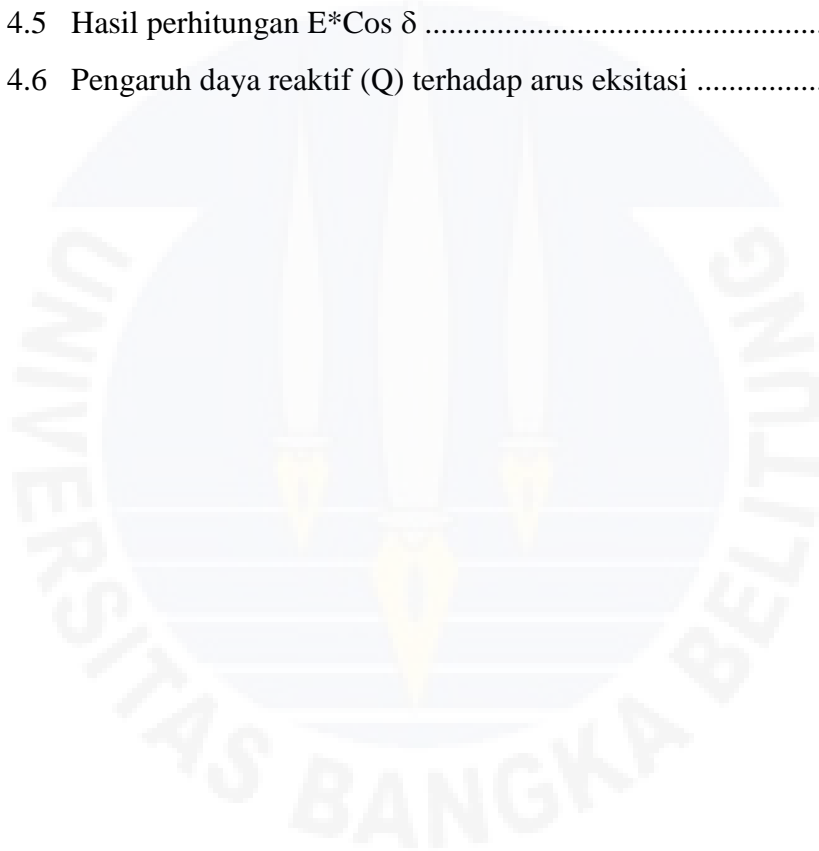 4.5 Hasil perhitungan E*Cos δ ..................................................
4.6 Pengaruh daya reaktif (Q) terhadap arus eksitasi ................
UNIVERSITAS BANGKA BELITUNG